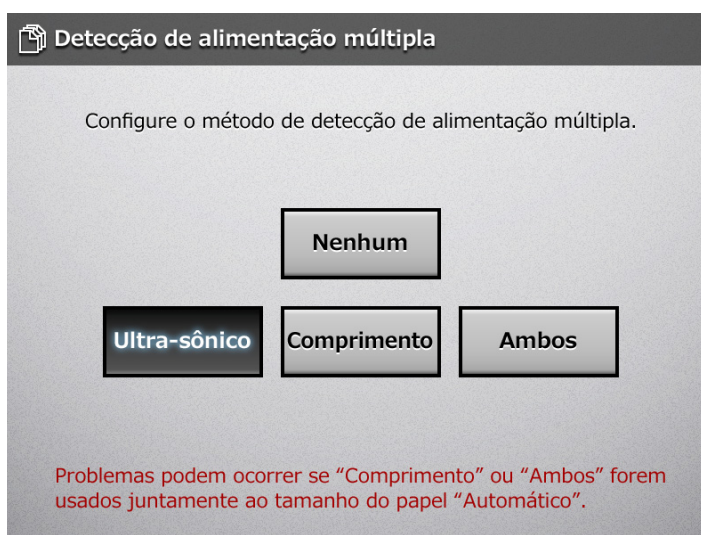 Detecção de alimentação múltipla
Configure o método de detecção de alimentação múltipla.
Nenhum
Ultra-sônico
Comprimento
Ambos
Problemas podem ocorrer se “Comprimento” ou “Ambos” forem
usados juntamente ao tamanho do papel “Automático”.